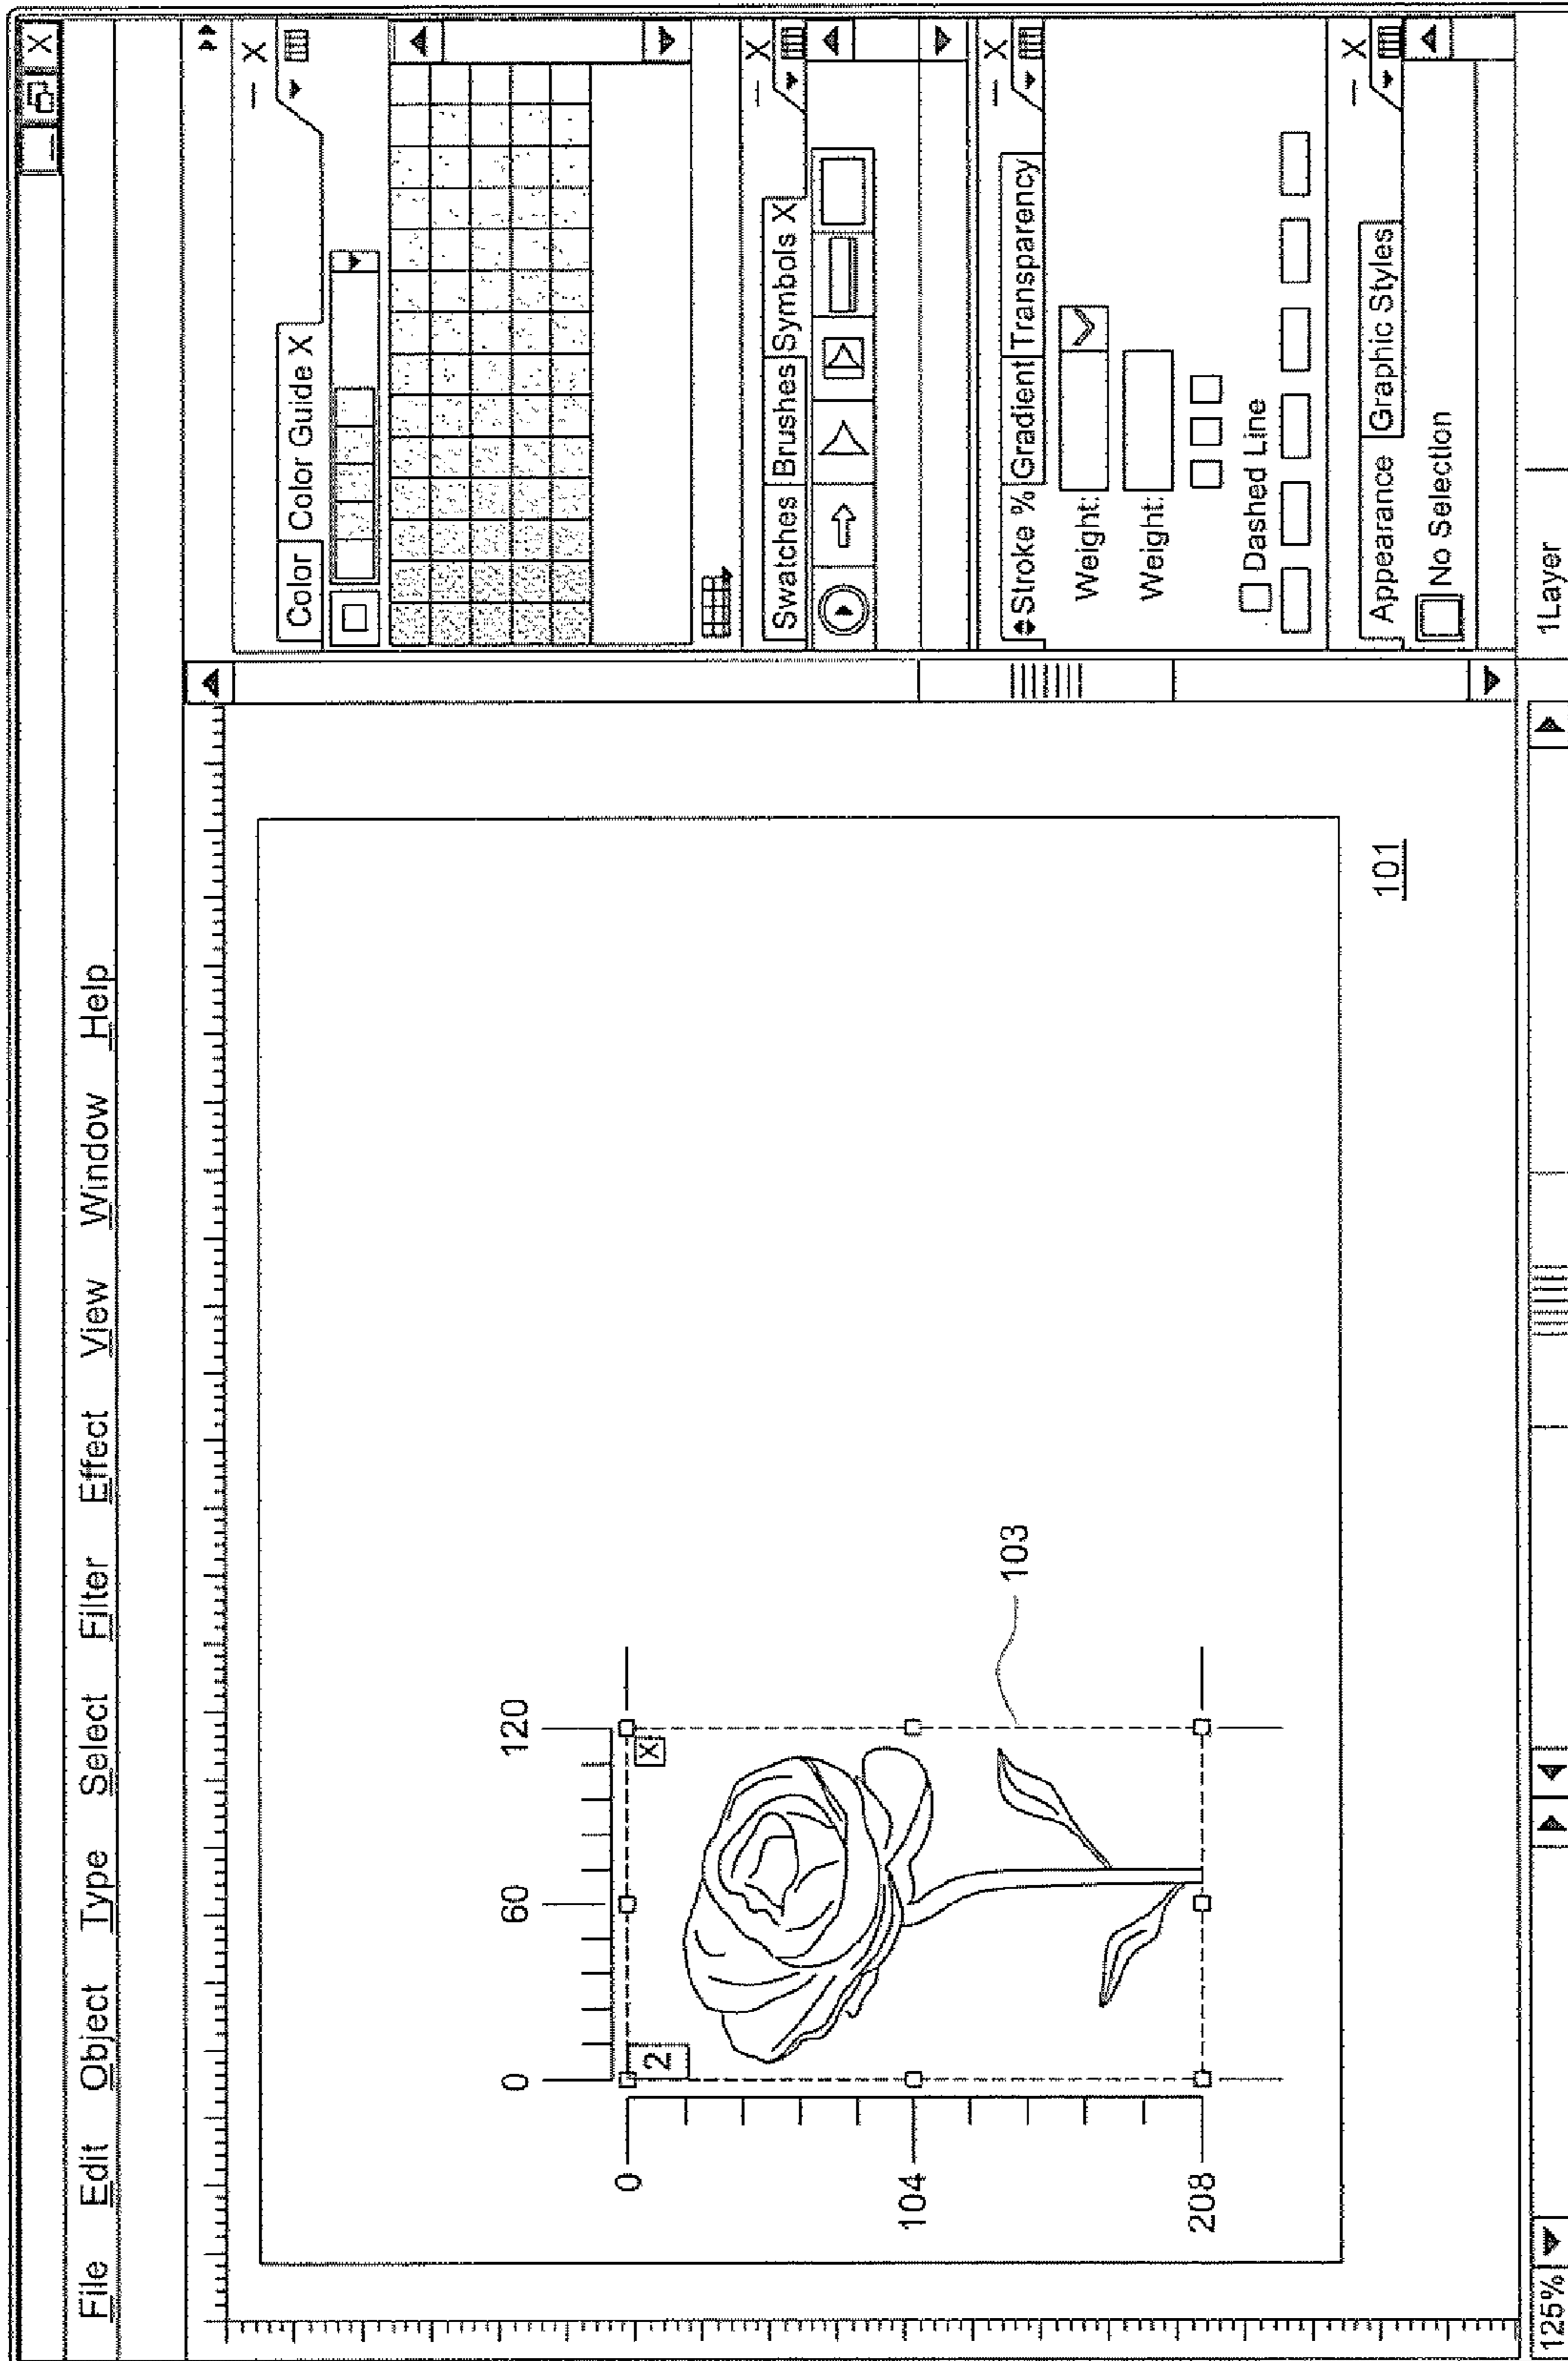 X
File Edit Object Type Select Filter Effect View Window Help
X
Color Color Guide X
X
Swatches Brushes Symbols X
X
Stroke % Gradient Transparency
Weight:
Weight:
Dashed Line
X
Appearance Graphic Styles
No Selection
0 60 120
2
X
0
104
208
103
101
125%
1Layer